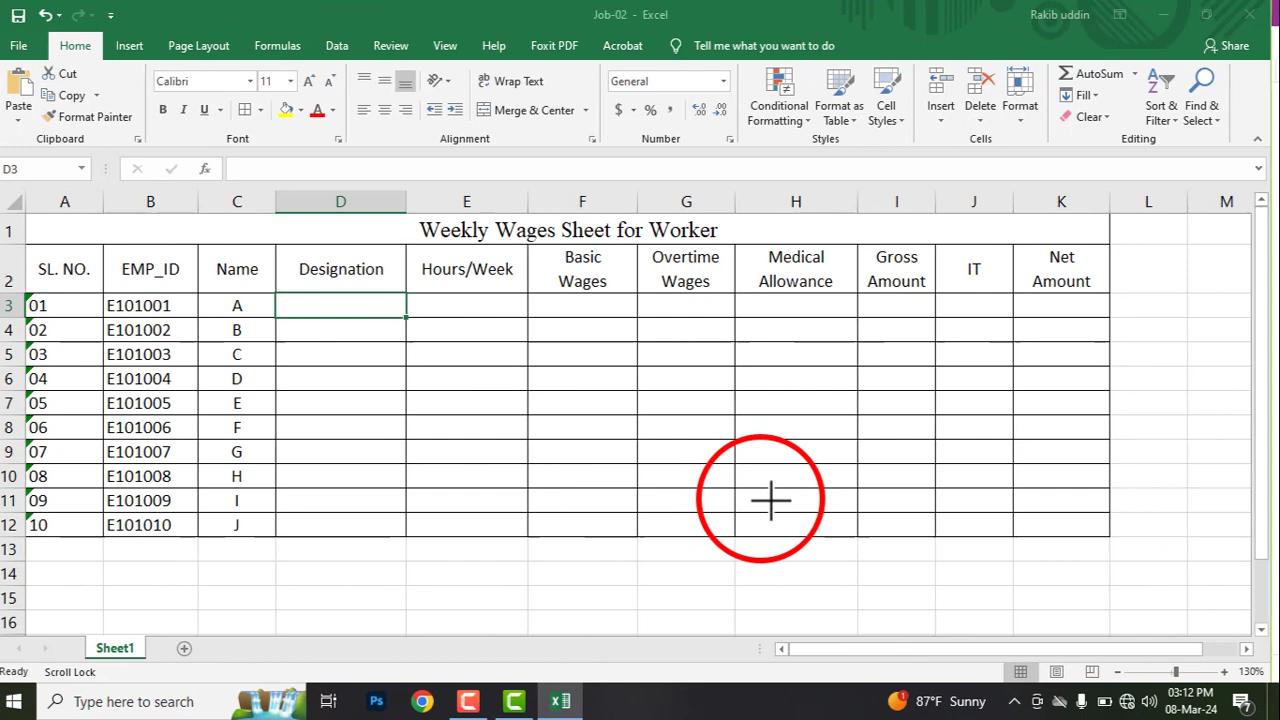 Job-02 - Excel
Rakib uddin
File Home Insert Page Layout Formulas Data Review View Help Foxit PDF Acrobat Tell me what you want to do Share
Paste
Cut
Copy
Format Painter
Clipboard
Calibri 11
B I U A
Font
Wrap Text
Merge & Center
Alignment
General
$ % ,
Number
Conditional Formatting
Format as Table
Cell Styles
Styles
Insert
Delete
Format
Cells
AutoSum
Fill
Clear
Sort & Filter
Find & Select
Editing
D3
fx
A B C D E F G H I J K L M
1 Weekly Wages Sheet for Worker
2 SL. NO. EMP_ID Name Designation Hours/Week Basic Wages Overtime Wages Medical Allowance Gross Amount IT Net Amount
3 01 E101001 A
4 02 E101002 B
5 03 E101003 C
6 04 E101004 D
7 05 E101005 E
8 06 E101006 F
9 07 E101007 G
10 08 E101008 H
11 09 E101009 I
12 10 E101010 J
13
14
15
16
Sheet1
Ready Scroll Lock
130%
Type here to search
Ps
1
87°F Sunny
03:12 PM
08-Mar-24
7